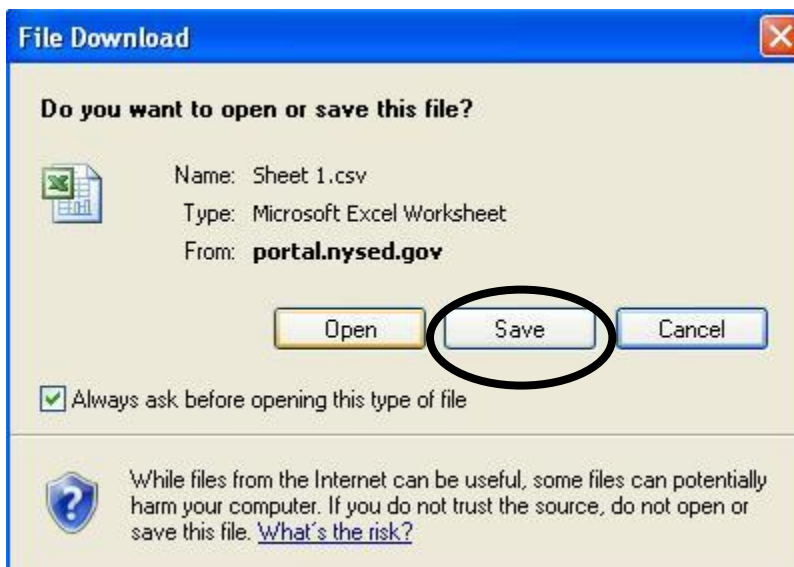 File Download
Do you want to open or save this file?
Name: Sheet 1.csv
Type: Microsoft Excel Worksheet
From: portal.nysed.gov
Open Save Cancel
Always ask before opening this type of file
While files from the Internet can be useful, some files can potentially
harm your computer. If you do not trust the source, do not open or
save this file. What's the risk?